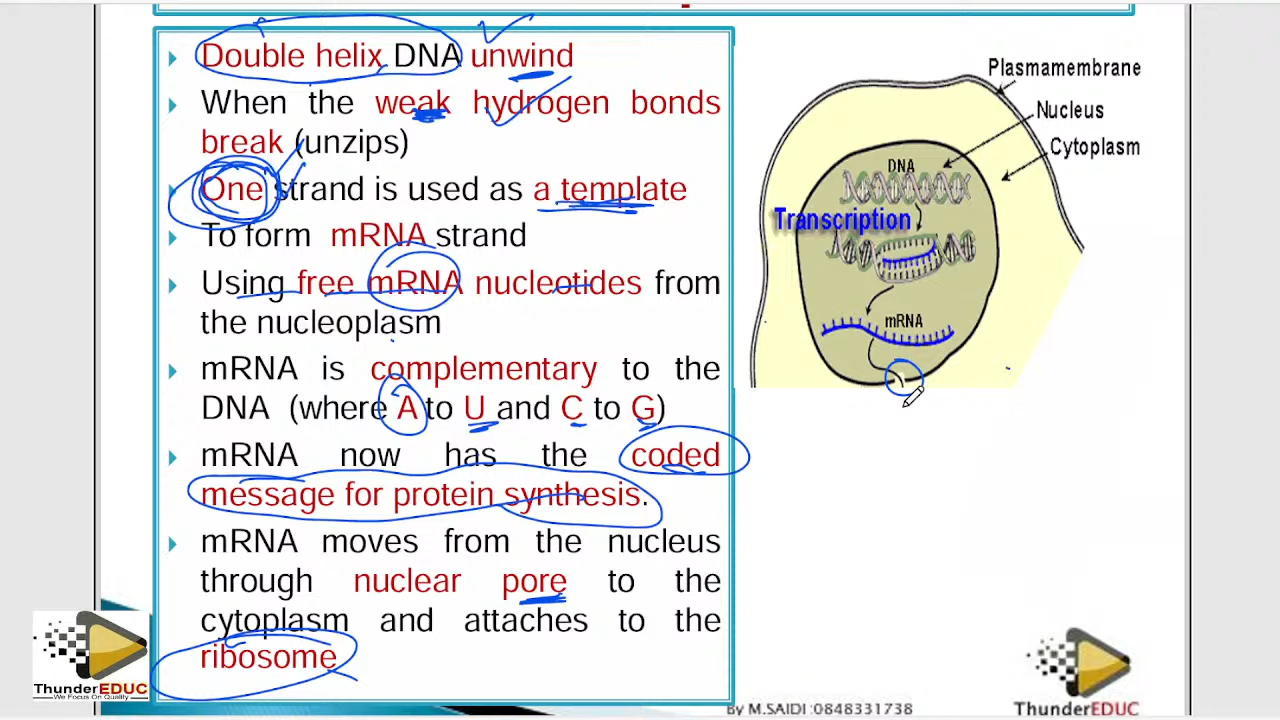 Double helix DNA unwind
When the weak hydrogen bonds
break (unzips)
One strand is used as a template
To form mRNA strand
Using free mRNA nucleotides from
the nucleoplasm
mRNA is complementary to the
DNA (where A to U and C to G)
mRNA now has the coded
message for protein synthesis.
mRNA moves from the nucleus
through nuclear pore to the
cytoplasm and attaches to the
ribosome
Plasmamembrane
Nucleus
Cytoplasm
DNA
Transcription
mRNA
ThunderEDUC
We Focus On Quality
By M.SAIDI :0848331738
ThunderEDUC